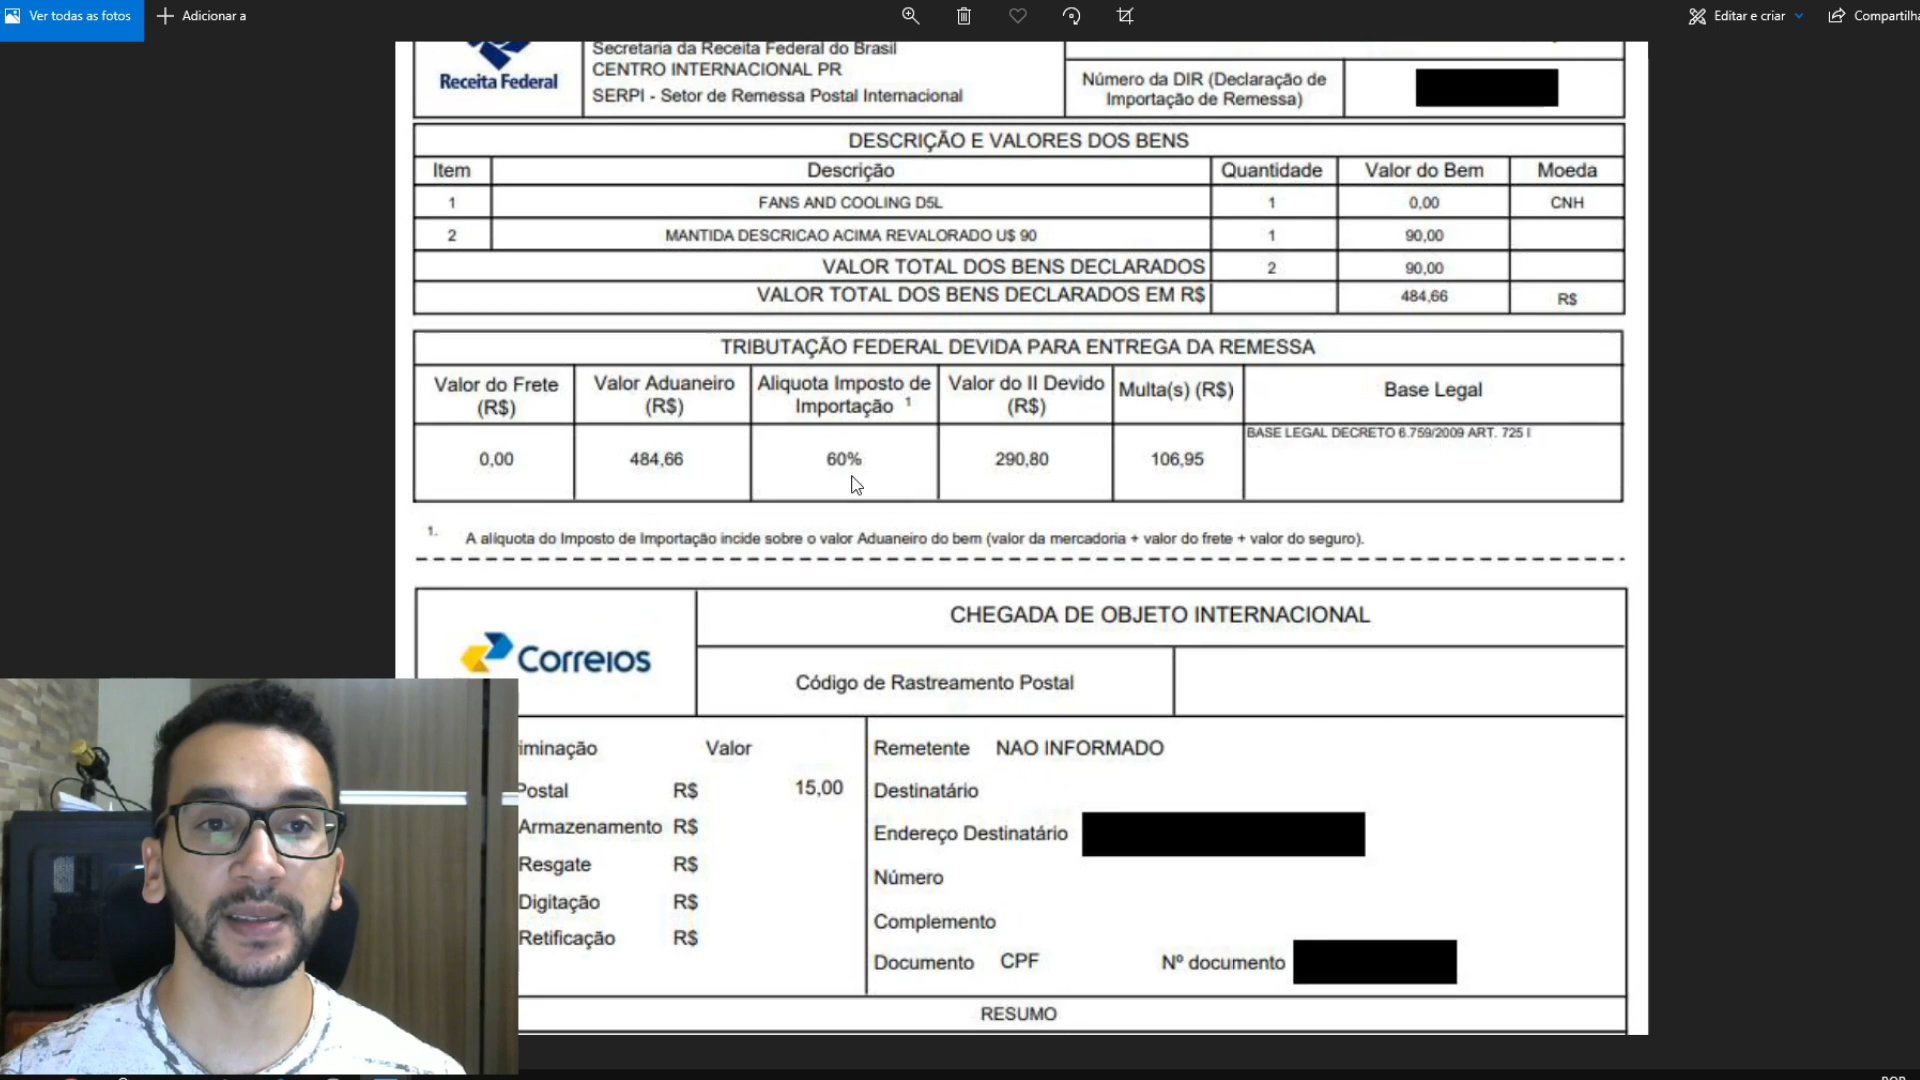 Ver todas as fotos
Adicionar a
Editar e criar
Compartilha
Receita Federal
Secretaria da Receita Federal do Brasil
CENTRO INTERNACIONAL PR
SERPI - Setor de Remessa Postal Internacional
Número da DIR (Declaração de
Importação de Remessa)
DESCRIÇÃO E VALORES DOS BENS
Item Descrição Quantidade Valor do Bem Moeda
1 FANS AND COOLING D5L 1 0,00 CNH
2 MANTIDA DESCRICAO ACIMA REVALORADO U$ 90 1 90,00
VALOR TOTAL DOS BENS DECLARADOS 2 90,00
VALOR TOTAL DOS BENS DECLARADOS EM R$ 484,66 R$
TRIBUTAÇÃO FEDERAL DEVIDA PARA ENTREGA DA REMESSA
Valor do Frete
(R$)
Valor Aduaneiro
(R$)
Aliquota Imposto de
Importação 1
Valor do II Devido
(R$)
Multa(s) (R$)
Base Legal
0,00 484,66 60% 290,80 106,95
BASE LEGAL DECRETO 6.759/2009 ART. 725 I
1. A alíquota do Imposto de Importação incide sobre o valor Aduaneiro do bem (valor da mercadoria + valor do frete + valor do seguro).
Correios
CHEGADA DE OBJETO INTERNACIONAL
Código de Rastreamento Postal
iminação Valor
Postal R$ 15,00
Armazenamento R$
Resgate R$
Digitação R$
Retificação R$
Remetente NAO INFORMADO
Destinatário
Endereço Destinatário
Número
Complemento
Documento CPF Nº documento
RESUMO